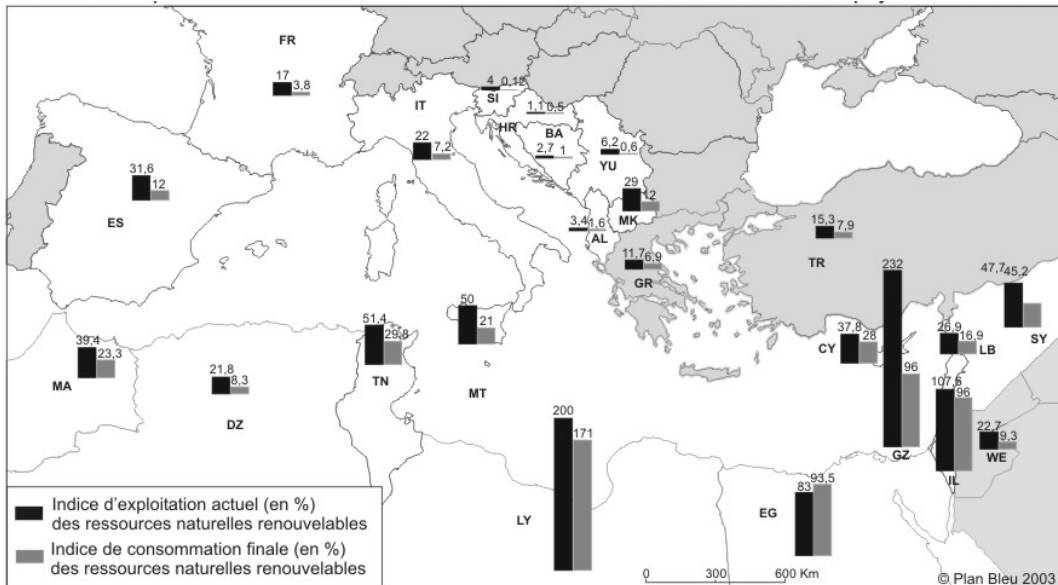 FR
17 3,8
4 0,12
SI
IT
1,1 0,5
HR
BA
22 7,2
2,7 1
6,2 0,6
YU
31,6 12
ES
29 12
MK
3,4 1,6
AL
15,3 7,9
TR
11,7 6,9
GR
232 96
GZ
47,7 45,2
SY
50 21
MT
51,4 29,8
TN
39,4 23,3
MA
21,8 8,3
DZ
37,8 28
CY
26,9 16,9
LB
107,6 96
IL
22,7 9,3
WE
200 171
LY
83 93,5
EG
Indice d'exploitation actuel (en %)
des ressources naturelles renouvelables
Indice de consommation finale (en %)
des ressources naturelles renouvelables
0 300 600 Km
© Plan Bleu 2003